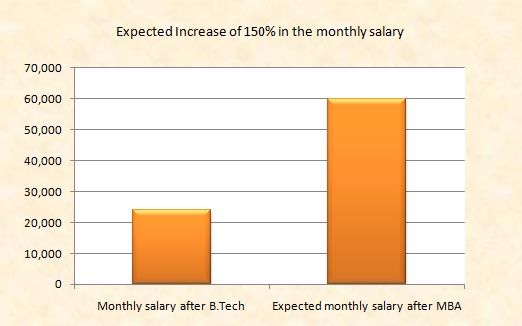 Expected Increase of 150% in the monthly salary
70,000
60,000
50,000
40,000
30,000
20,000
10,000
0
Monthly salary after B.Tech
Expected monthly salary after MBA